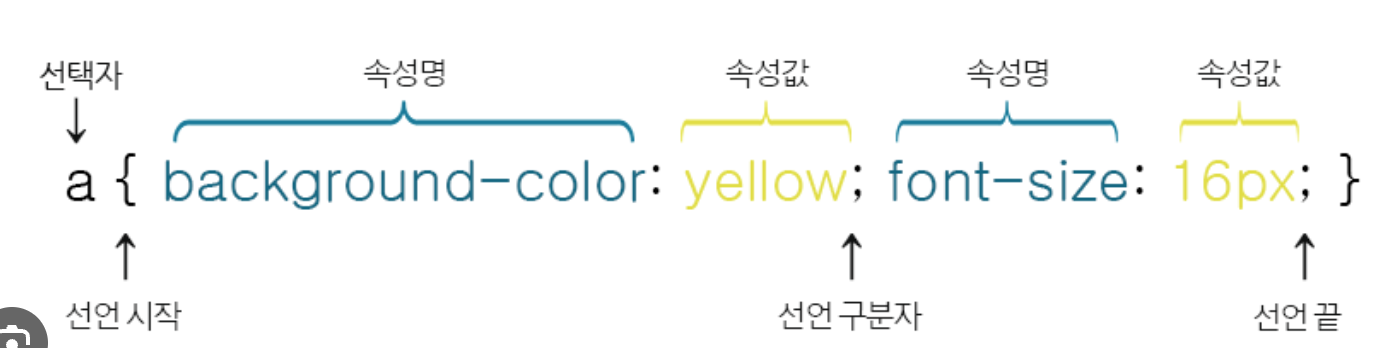 선택자 속성명 속성값 속성명 속성값
a { background-color: yellow; font-size: 16px; }
선언 시작 선언 구분자 선언 끝